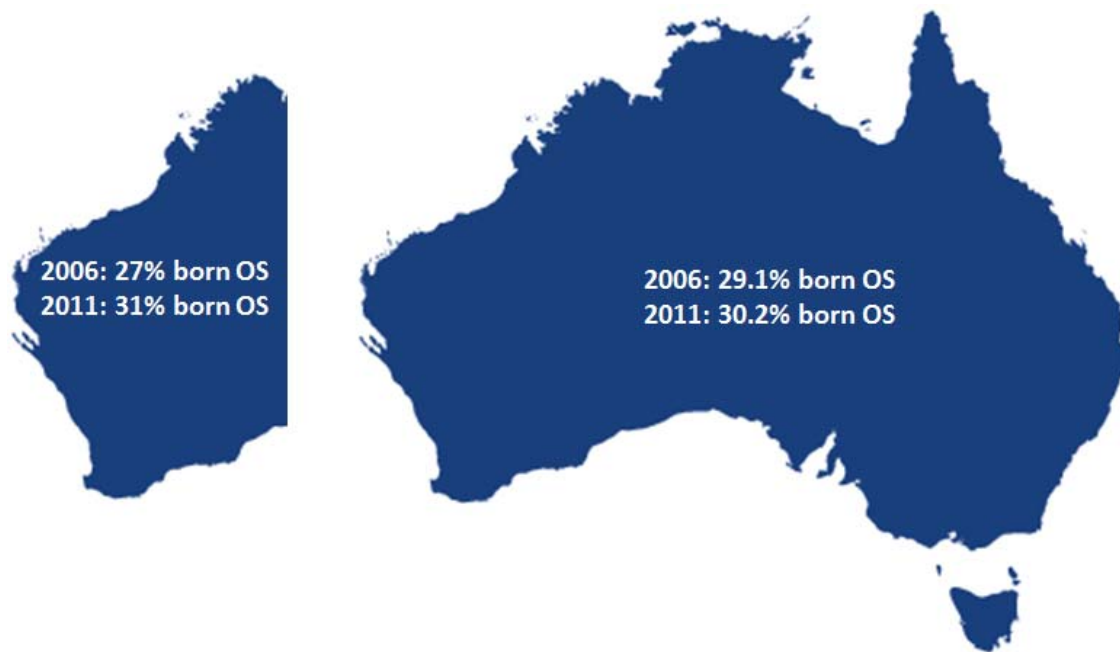 2006: 27% born OS
2011: 31% born OS
2006: 29.1% born OS
2011: 30.2% born OS